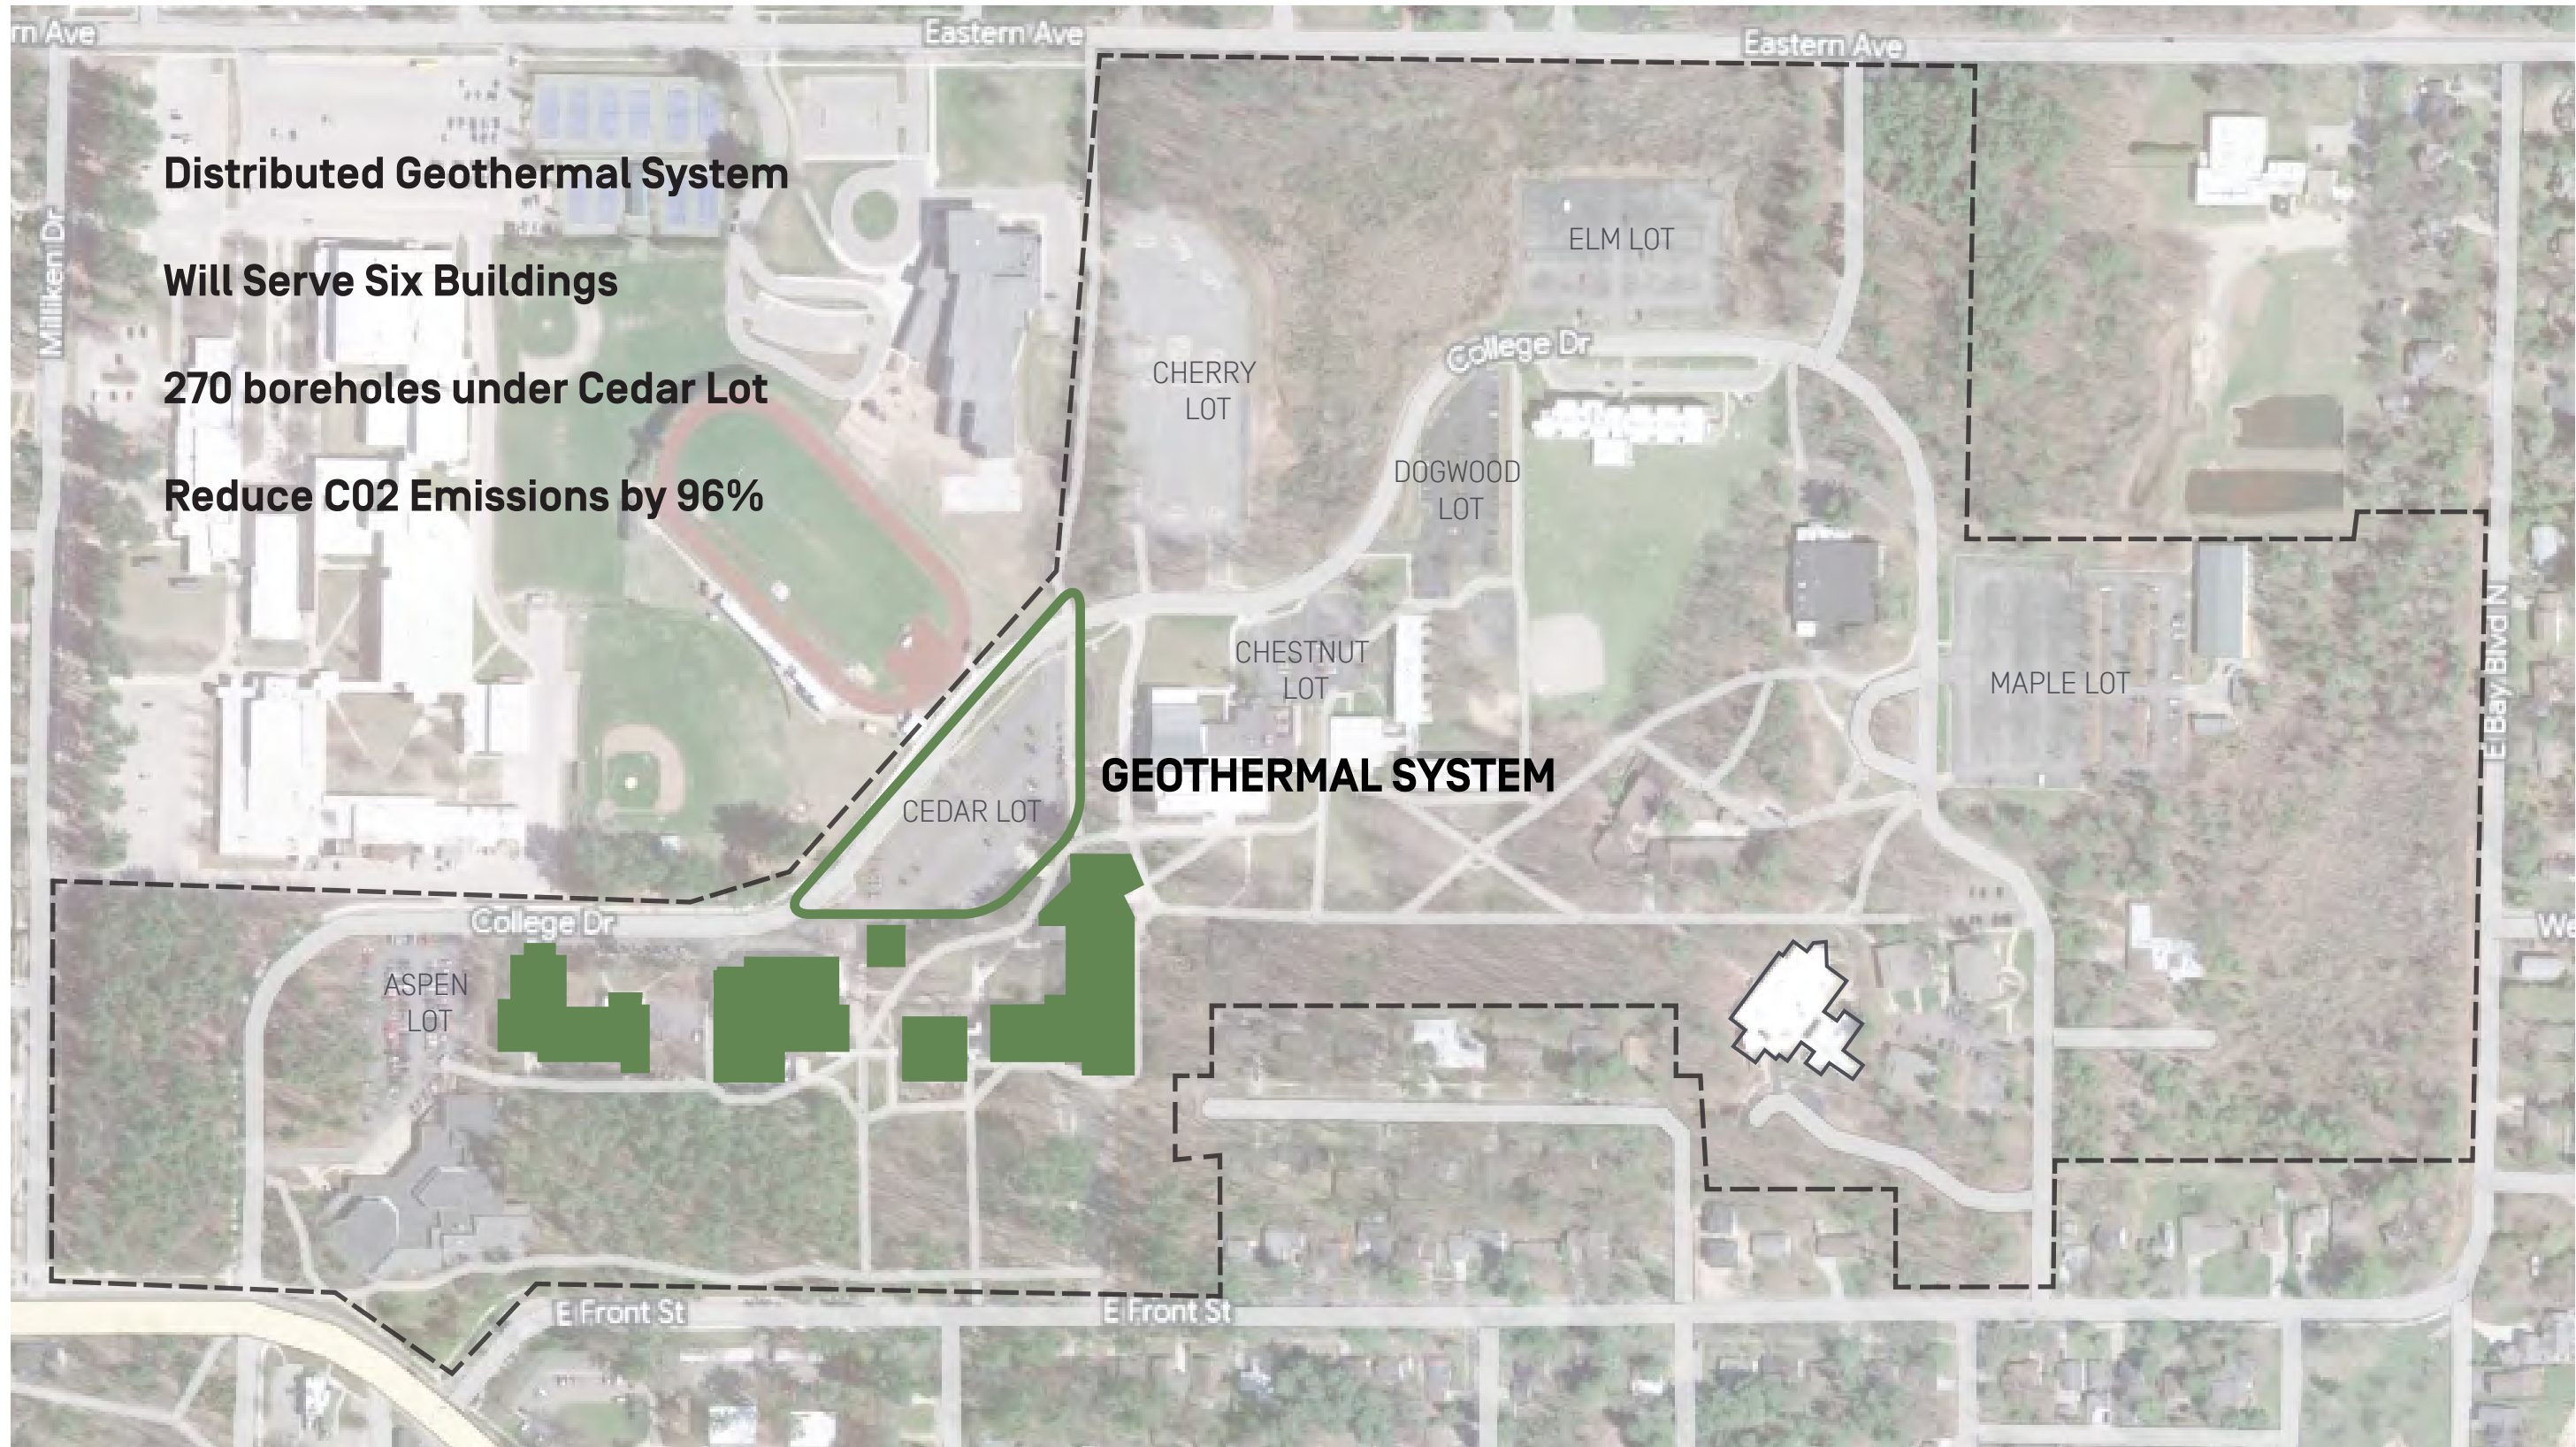 rn Ave
Eastern Ave
Eastern Ave
Distributed Geothermal System
Will Serve Six Buildings
270 boreholes under Cedar Lot
Reduce C02 Emissions by 96%
Milliken Dr
ELM LOT
College Dr
CHERRY
LOT
DOGWOOD
LOT
CHESTNUT
LOT
MAPLE LOT
E Bay Blvd N
GEOTHERMAL SYSTEM
CEDAR LOT
College Dr
We
ASPEN
LOT
E Front St
E Front St